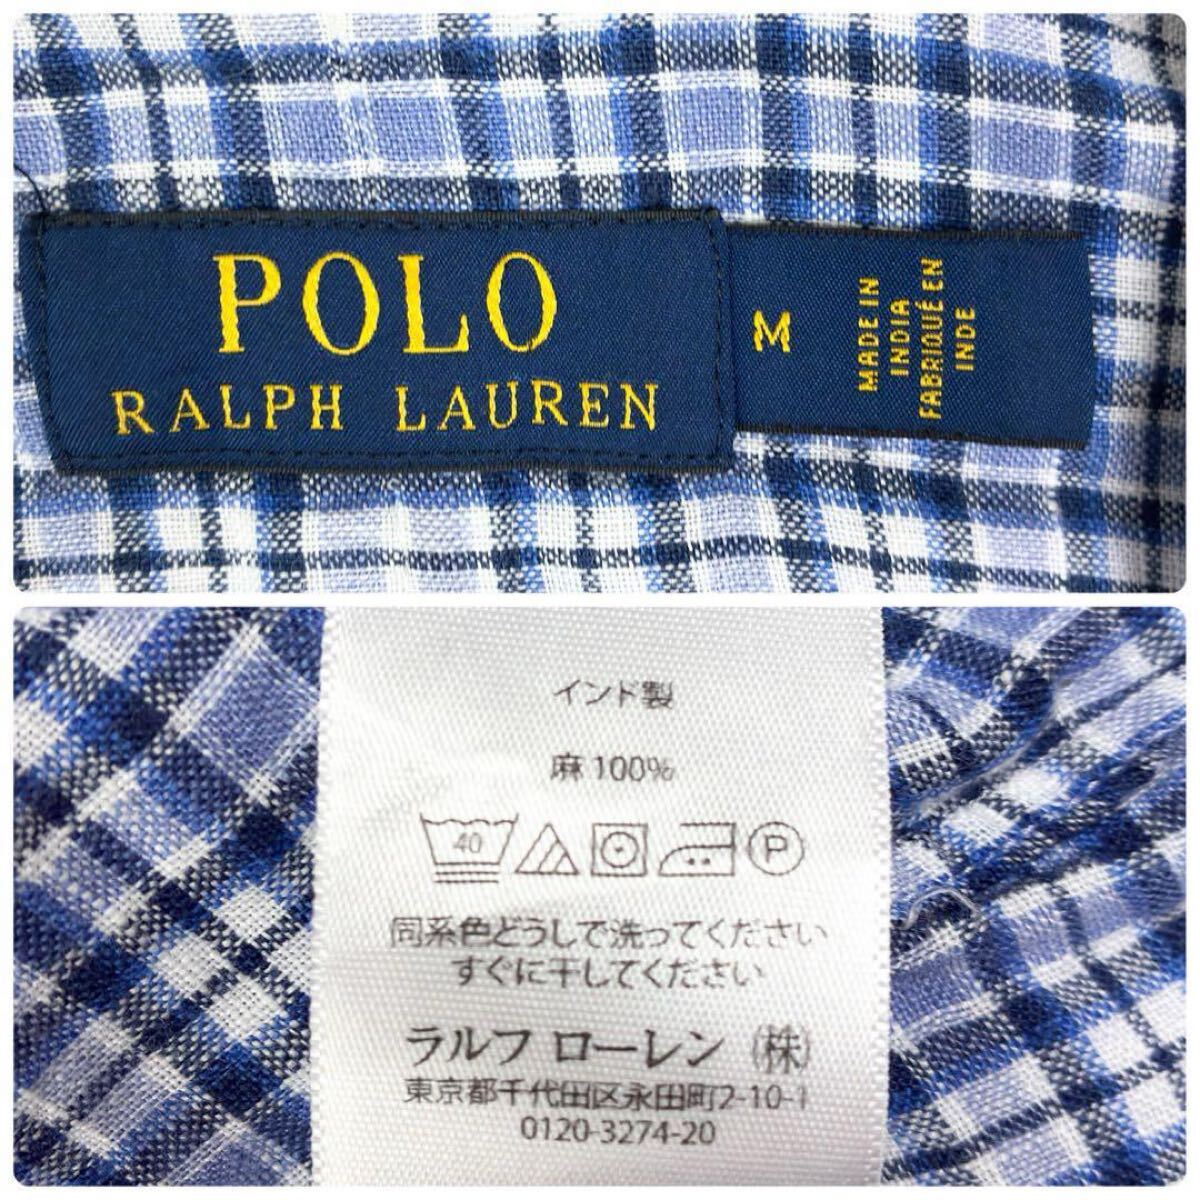 POLO
RALPH LAUREN
M
MADE IN
INDIA
FABRIQUÉ EN
INDE
インド製
麻 100%
40
P
同系色どうしで洗ってください
すぐに干してください
ラルフ ローレン (株)
東京都千代田区永田町2-10-1
0120-3274-20